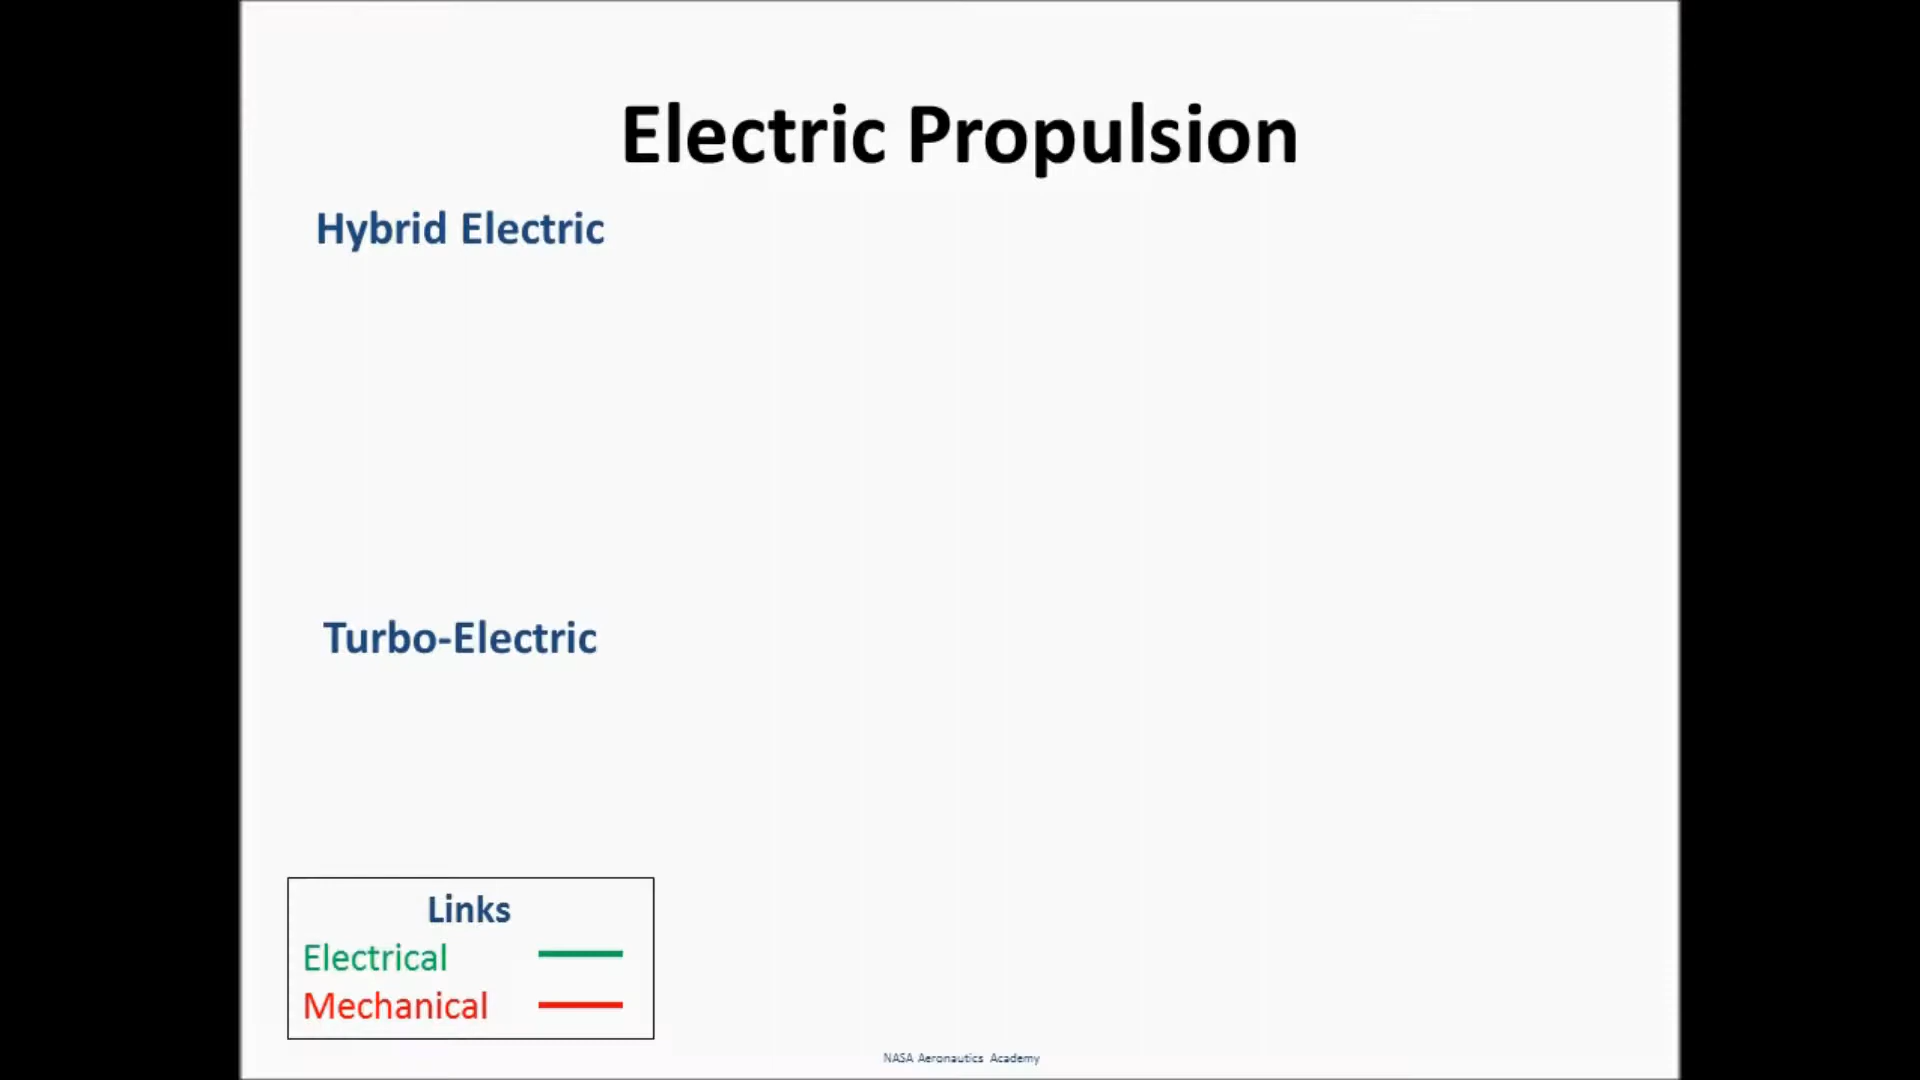 Electric Propulsion
Hybrid Electric
Turbo-Electric
Links
Electrical
Mechanical
NASA Aeronautics Academy